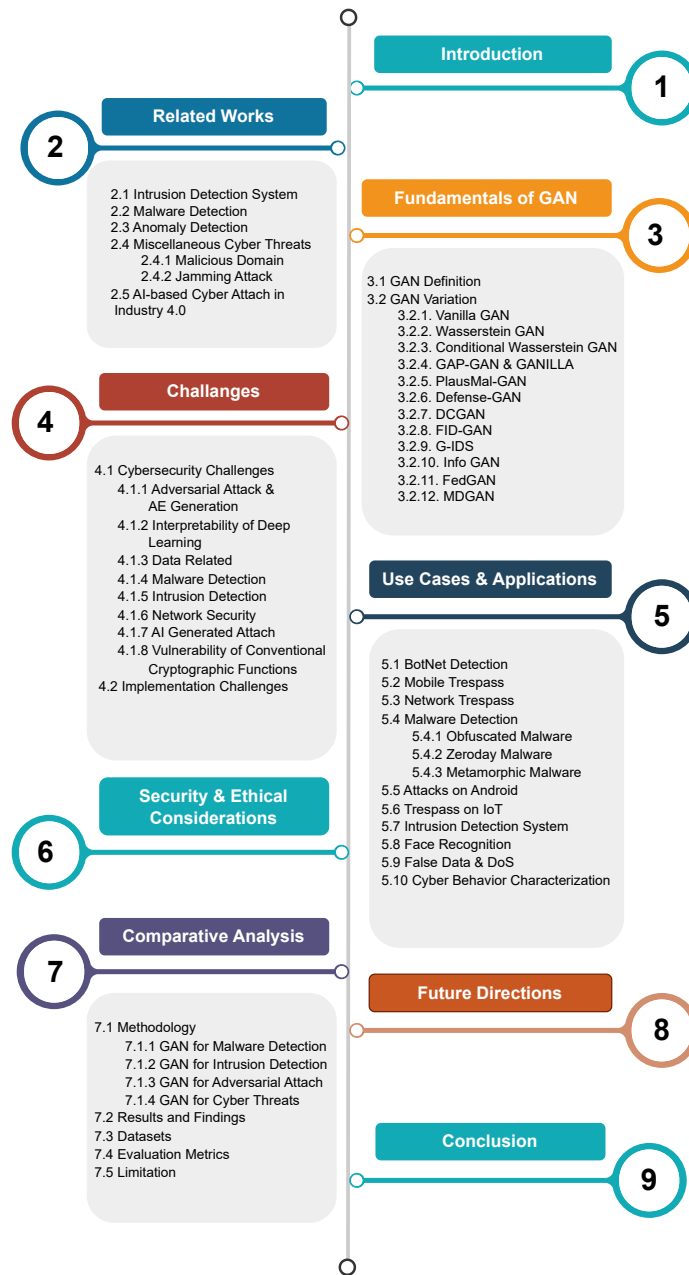 Introduction
1
Related Works
2
2.1 Intrusion Detection System
2.2 Malware Detection
2.3 Anomaly Detection
2.4 Miscellaneous Cyber Threats
2.4.1 Malicious Domain
2.4.2 Jamming Attack
2.5 AI-based Cyber Attack in
Industry 4.0
Fundamentals of GAN
3
3.1 GAN Definition
3.2 GAN Variation
3.2.1. Vanilla GAN
3.2.2. Wasserstein GAN
3.2.3. Conditional Wasserstein GAN
3.2.4. GAP-GAN & GANILLA
3.2.5. PlausMal-GAN
3.2.6. Defense-GAN
3.2.7. DCGAN
3.2.8. FID-GAN
3.2.9. G-IDS
3.2.10. Info GAN
3.2.11. FedGAN
3.2.12. MDGAN
Challanges
4
4.1 Cybersecurity Challenges
4.1.1 Adversarial Attack &
AE Generation
4.1.2 Interpretability of Deep
Learning
4.1.3 Data Related
4.1.4 Malware Detection
4.1.5 Intrusion Detection
4.1.6 Network Security
4.1.7 AI Generated Attach
4.1.8 Vulnerability of Conventional
Cryptographic Functions
4.2 Implementation Challenges
Use Cases & Applications
5
5.1 BotNet Detection
5.2 Mobile Trespass
5.3 Network Trespass
5.4 Malware Detection
5.4.1 Obfuscated Malware
5.4.2 Zeroday Malware
5.4.3 Metamorphic Malware
5.5 Attacks on Android
5.6 Trespass on IoT
5.7 Intrusion Detection System
5.8 Face Recognition
5.9 False Data & DoS
5.10 Cyber Behavior Characterization
Security & Ethical
Considerations
6
Comparative Analysis
7
7.1 Methodology
7.1.1 GAN for Malware Detection
7.1.2 GAN for Intrusion Detection
7.1.3 GAN for Adversarial Attach
7.1.4 GAN for Cyber Threats
7.2 Results and Findings
7.3 Datasets
7.4 Evaluation Metrics
7.5 Limitation
Future Directions
8
Conclusion
9